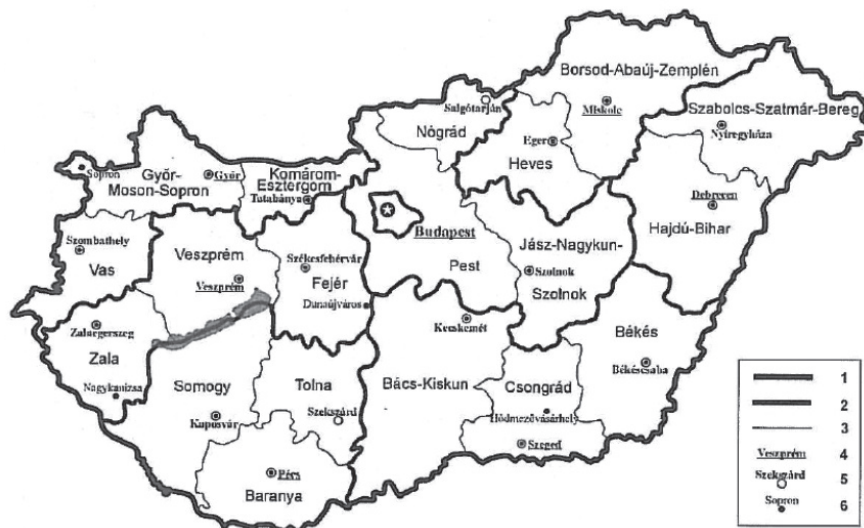 Borsod-Abaúj-Zemplén
Salgótarján
Miskolc
Szabolcs-Szatmár-Bereg
Nógrád
Nyíregyháza
Eger
Heves
Sopron
Győr-
Moson-Sopron
Győr
Komárom-
Esztergom
Tatabánya
Debrecen
Hajdú-Bihar
Budapest
Pest
Jász-Nagykun-
Szolnok
Szolnok
Szombathely
Vas
Veszprém
Veszprém
Székesfehérvár
Fejér
Dunaújváros
Kecskemét
Zalaegerszeg
Zala
Nagykanizsa
Békés
Békéscsaba
Somogy
Kaposvár
Tolna
Szekszárd
Bács-Kiskun
Csongrád
Hódmezővásárhely
Szeged
Pécs
Baranya
1
2
3
Veszprém 4
Szekszárd 5
Sopron 6